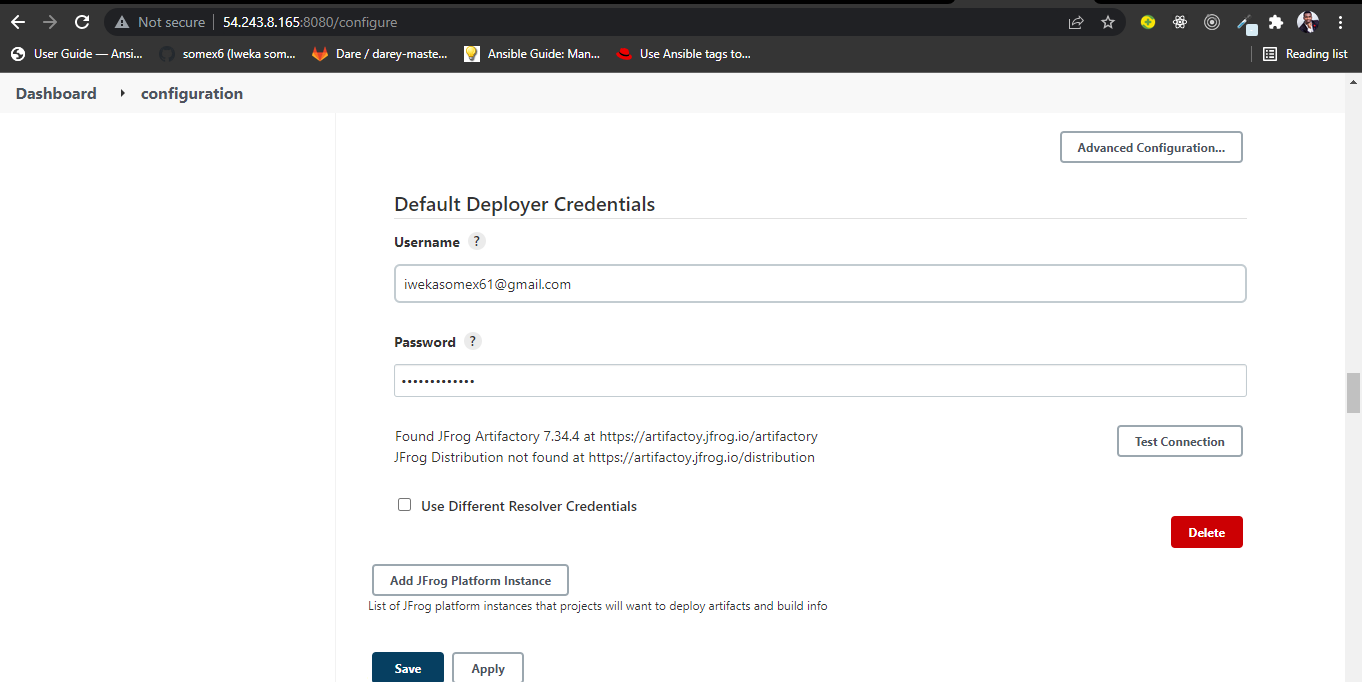 Not secure | 54.243.8.165:8080/configure
User Guide — Ansi... somex6 (Iweka som... Dare / darey-maste... Ansible Guide: Man... Use Ansible tags to... Reading list
Dashboard configuration
Advanced Configuration...
Default Deployer Credentials
Username ?
iwekasomex61@gmail.com
Password ?
•••••••••••••
Found JFrog Artifactory 7.34.4 at https://artifactoy.jfrog.io/artifactory
JFrog Distribution not found at https://artifactoy.jfrog.io/distribution
Test Connection
Use Different Resolver Credentials
Delete
Add JFrog Platform Instance
List of JFrog platform instances that projects will want to deploy artifacts and build info
Save Apply